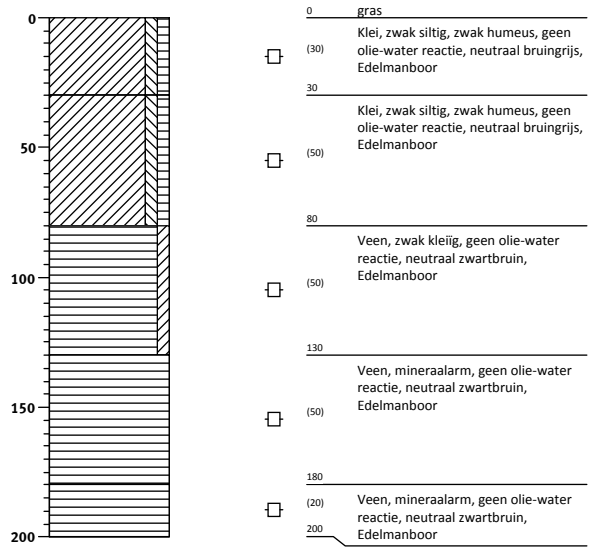 0
gras
0
(30)
Klei, zwak siltig, zwak humeus, geen
olie-water reactie, neutraal bruingrijs,
Edelmanboor
30
Klei, zwak siltig, zwak humeus, geen
olie-water reactie, neutraal bruingrijs,
Edelmanboor
50
(50)
80
Veen, zwak kleiïg, geen olie-water
reactie, neutraal zwartbruin,
Edelmanboor
100
(50)
130
Veen, mineraalarm, geen olie-water
reactie, neutraal zwartbruin,
Edelmanboor
150
(50)
180
(20)
Veen, mineraalarm, geen olie-water
reactie, neutraal zwartbruin,
Edelmanboor
200
200